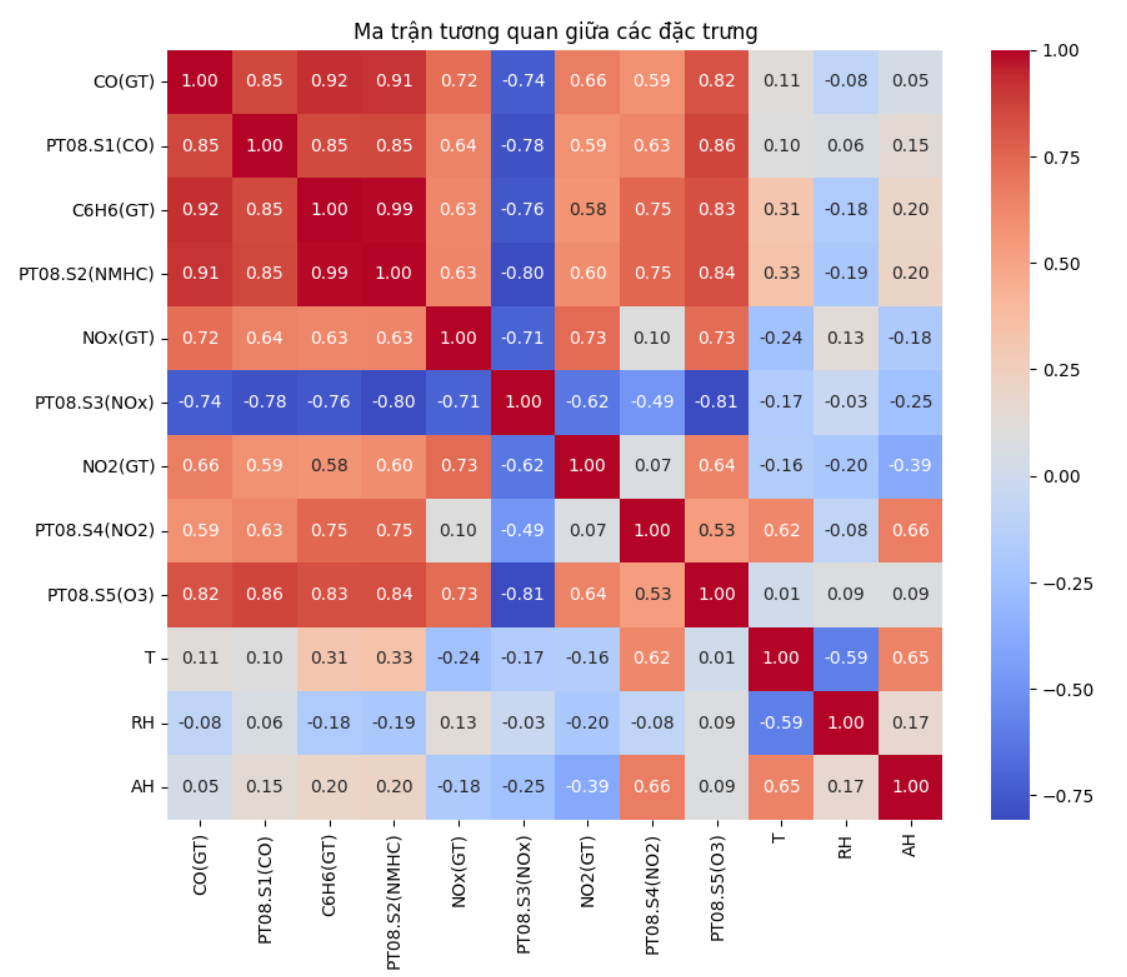 Ma trận tương quan giữa các đặc trưng
CO(GT) 1.00 0.85 0.92 0.91 0.72 -0.74 0.66 0.59 0.82 0.11 -0.08 0.05
PT08.S1(CO) 0.85 1.00 0.85 0.85 0.64 -0.78 0.59 0.63 0.86 0.10 0.06 0.15
C6H6(GT) 0.92 0.85 1.00 0.99 0.63 -0.76 0.58 0.75 0.83 0.31 -0.18 0.20
PT08.S2(NMHC) 0.91 0.85 0.99 1.00 0.63 -0.80 0.60 0.75 0.84 0.33 -0.19 0.20
NOx(GT) 0.72 0.64 0.63 0.63 1.00 -0.71 0.73 0.10 0.73 -0.24 0.13 -0.18
PT08.S3(NOx) -0.74 -0.78 -0.76 -0.80 -0.71 1.00 -0.62 -0.49 -0.81 -0.17 -0.03 -0.25
NO2(GT) 0.66 0.59 0.58 0.60 0.73 -0.62 1.00 0.07 0.64 -0.16 -0.20 -0.39
PT08.S4(NO2) 0.59 0.63 0.75 0.75 0.10 -0.49 0.07 1.00 0.53 0.62 -0.08 0.66
PT08.S5(O3) 0.82 0.86 0.83 0.84 0.73 -0.81 0.64 0.53 1.00 0.01 0.09 0.09
T 0.11 0.10 0.31 0.33 -0.24 -0.17 -0.16 0.62 0.01 1.00 -0.59 0.65
RH -0.08 0.06 -0.18 -0.19 0.13 -0.03 -0.20 -0.08 0.09 -0.59 1.00 0.17
AH 0.05 0.15 0.20 0.20 -0.18 -0.25 -0.39 0.66 0.09 0.65 0.17 1.00
CO(GT) PT08.S1(CO) C6H6(GT) PT08.S2(NMHC) NOx(GT) PT08.S3(NOx) NO2(GT) PT08.S4(NO2) PT08.S5(O3) T RH AH
1.00
0.75
0.50
0.25
0.00
−0.25
−0.50
−0.75